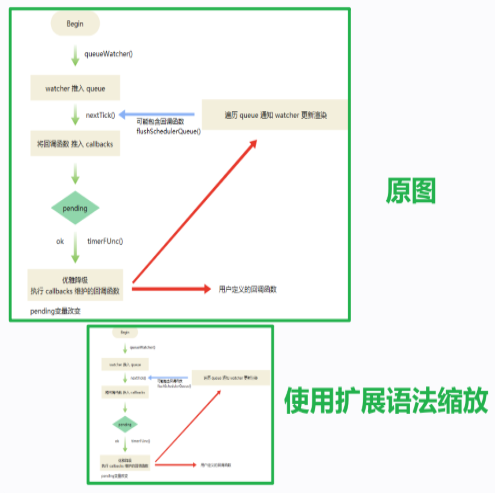 Begin
queueWatcher()
watcher 推入 queue
nextTick()
可能包含回调函数
flushSchedulerQueue()
遍历 queue 通知 watcher 更新渲染
将回调函数 推入 callbacks
pending
ok
timerFUnc()
优雅降级
执行 callbacks 维护的回调函数
用户定义的回调函数
pending变量改变
原图
Begin
queueWatcher()
watcher 推入 queue
nextTick()
可能包含回调函数
flushSchedulerQueue()
遍历 queue 通知 watcher 更新渲染
将回调函数 推入 callbacks
pending
ok
timerFUnc()
优雅降级
执行 callbacks 维护的回调函数
用户定义的回调函数
pending变量改变
使用扩展语法缩放